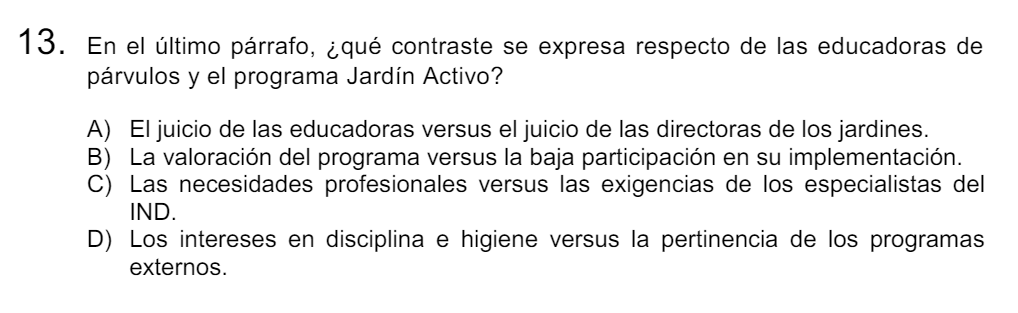 13. En el último párrafo, ¿qué contraste se expresa respecto de las educadoras de
párvulos y el programa Jardín Activo?
A) El juicio de las educadoras versus el juicio de las directoras de los jardines.
B) La valoración del programa versus la baja participación en su implementación.
C) Las necesidades profesionales versus las exigencias de los especialistas del
IND.
D) Los intereses en disciplina e higiene versus la pertinencia de los programas
externos.